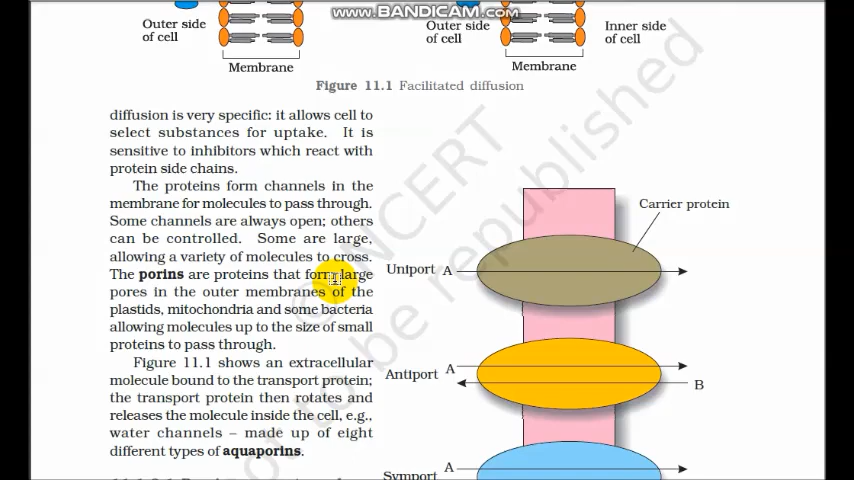 www.BANDICAM.com
Outer side
of cell
Membrane
Outer side
of cell
Inner side
of cell
Membrane
Figure 11.1 Facilitated diffusion
diffusion is very specific: it allows cell to
select substances for uptake. It is
sensitive to inhibitors which react with
protein side chains.
The proteins form channels in the
membrane for molecules to pass through.
Some channels are always open; others
can be controlled. Some are large,
allowing a variety of molecules to cross.
The porins are proteins that form large
pores in the outer membranes of the
plastids, mitochondria and some bacteria
allowing molecules up to the size of small
proteins to pass through.
Figure 11.1 shows an extracellular
molecule bound to the transport protein;
the transport protein then rotates and
releases the molecule inside the cell, e.g.,
water channels – made up of eight
different types of aquaporins.
Carrier protein
Uniport A
Antiport A
B
Symport A
© NCERT
not to be republished